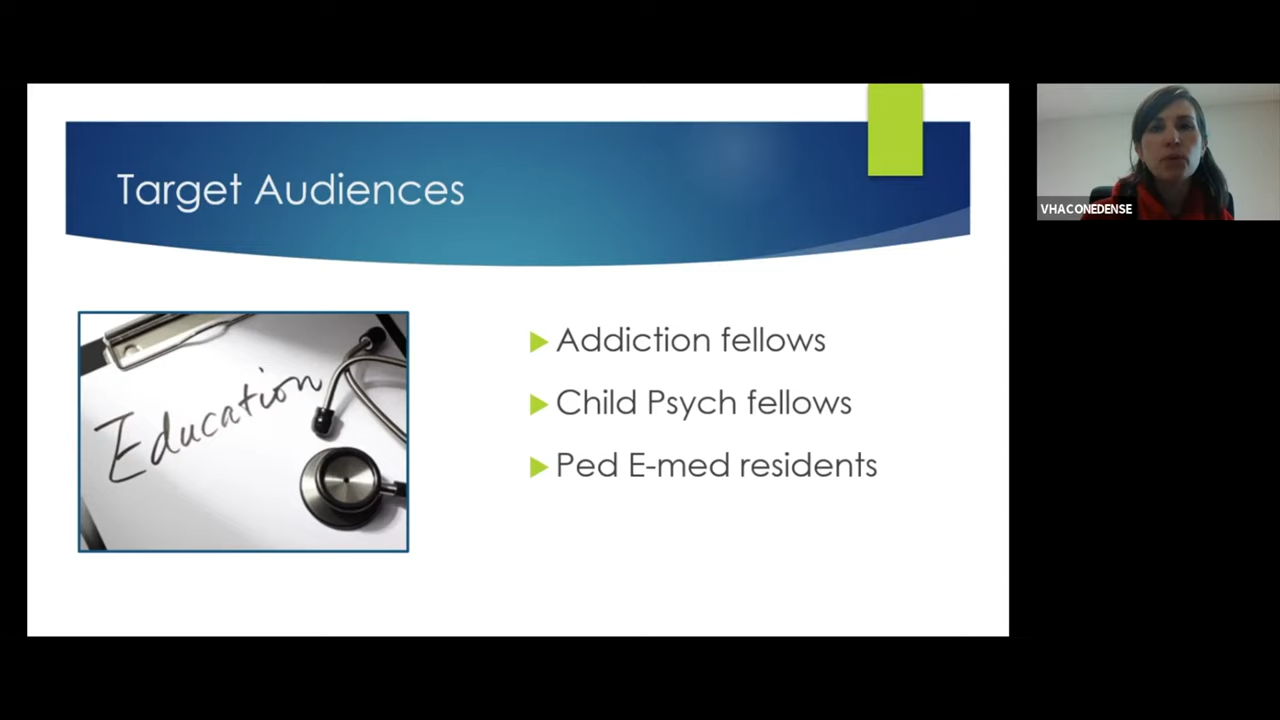 Target Audiences
Education
Addiction fellows
Child Psych fellows
Ped E-med residents
VHACONEDENSE